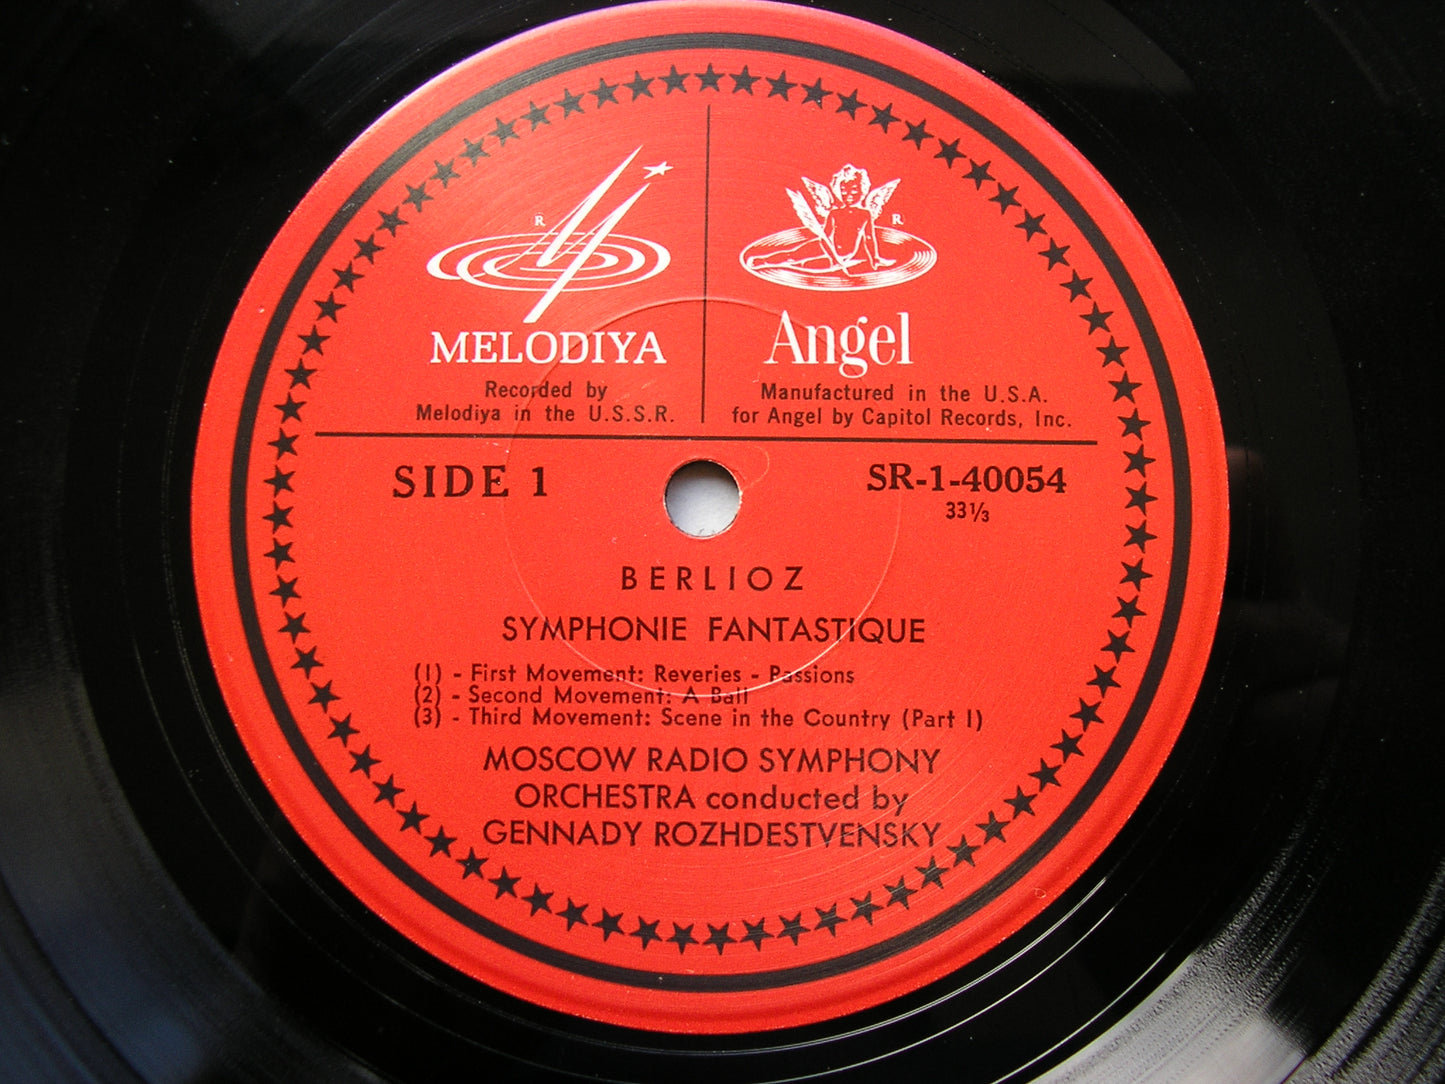 R
MELODIYA
Recorded by
Melodiya in the U.S.S.R.
R
Angel
Manufactured in the U.S.A.
for Angel by Capitol Records, Inc.
SIDE 1
SR-1-40054
33⅓
BERLIOZ
SYMPHONIE FANTASTIQUE
(1) - First Movement: Reveries - Passions
(2) - Second Movement: A Ball
(3) - Third Movement: Scene in the Country (Part I)
MOSCOW RADIO SYMPHONY
ORCHESTRA conducted by
GENNADY ROZHDESTVENSKY